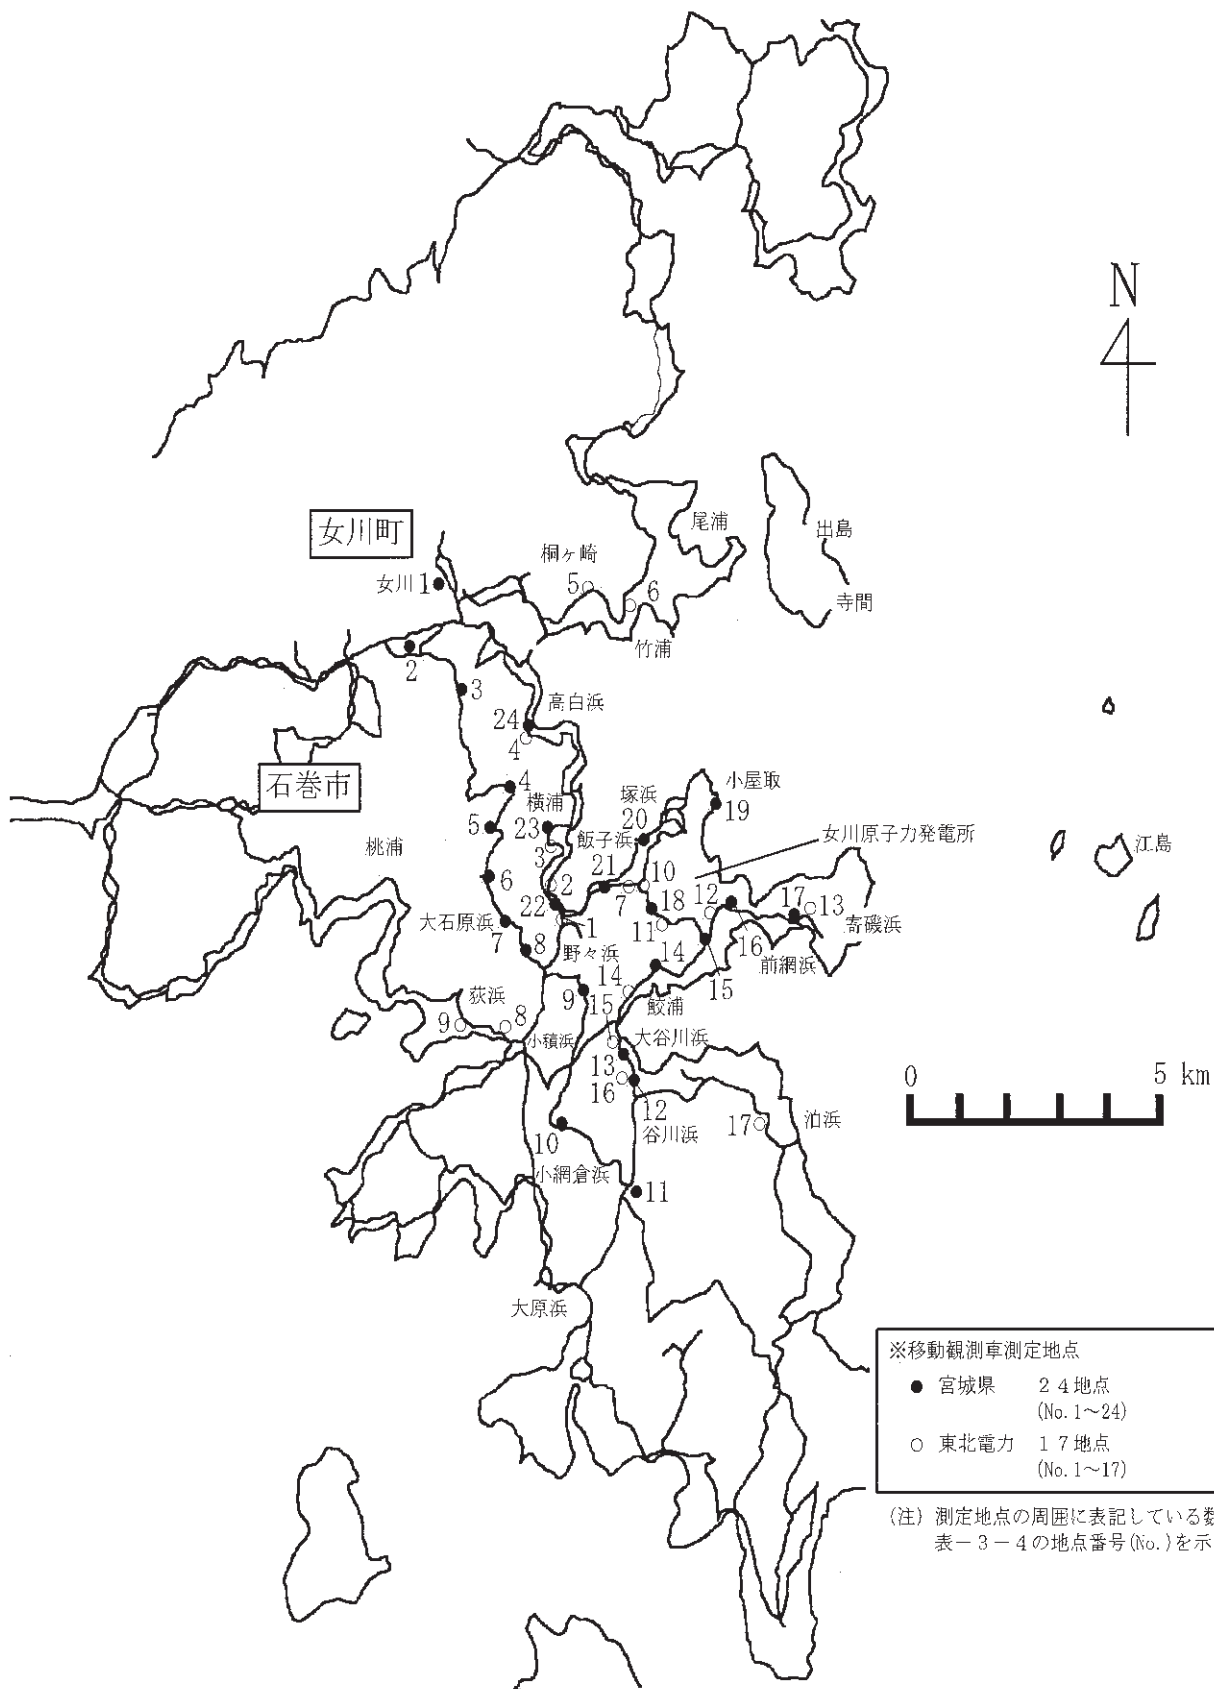 N
尾浦
出島
女川町
桐ヶ崎
女川 1
5
6
寺間
竹浦
2
3
高白浜
24
4
石巻市
4
小屋取
塚浜
19
横浦
20
5
23
飯子浜
女川原子力発電所
桃浦
3
江島
21
10
6
2
7
18
12
17
13
22
大石原浜
1
11
16
寄磯浜
7
8
野々浜
14
前網浜
15
9
14
荻浜
15
鮫浦
9
8
小積浜
大谷川浜
0
5 km
13
16
12
17
泊浜
10
谷川浜
小網倉浜
11
大原浜
※移動観測車測定地点
● 宮城県 24地点
(No.1~24)
○ 東北電力 17地点
(No.1~17)
(注) 測定地点の周囲に表記している数
表-3-4の地点番号(No.)を示